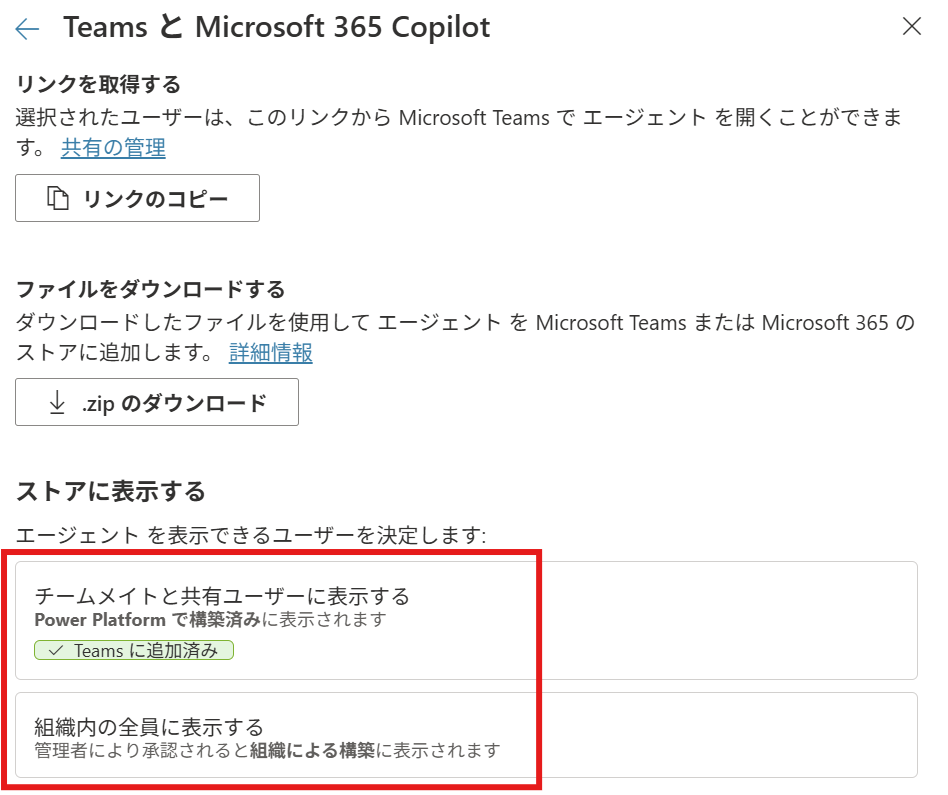 Teams と Microsoft 365 Copilot
リンクを取得する
選択されたユーザーは、このリンクから Microsoft Teams で エージェント を開くことができま
す。 共有の管理
リンクのコピー
ファイルをダウンロードする
ダウンロードしたファイルを使用して エージェント を Microsoft Teams または Microsoft 365 の
ストアに追加します。 詳細情報
.zip のダウンロード
ストアに表示する
エージェント を表示できるユーザーを決定します:
チームメイトと共有ユーザーに表示する
Power Platform で構築済みに表示されます
Teams に追加済み
組織内の全員に表示する
管理者により承認されると組織による構築に表示されます